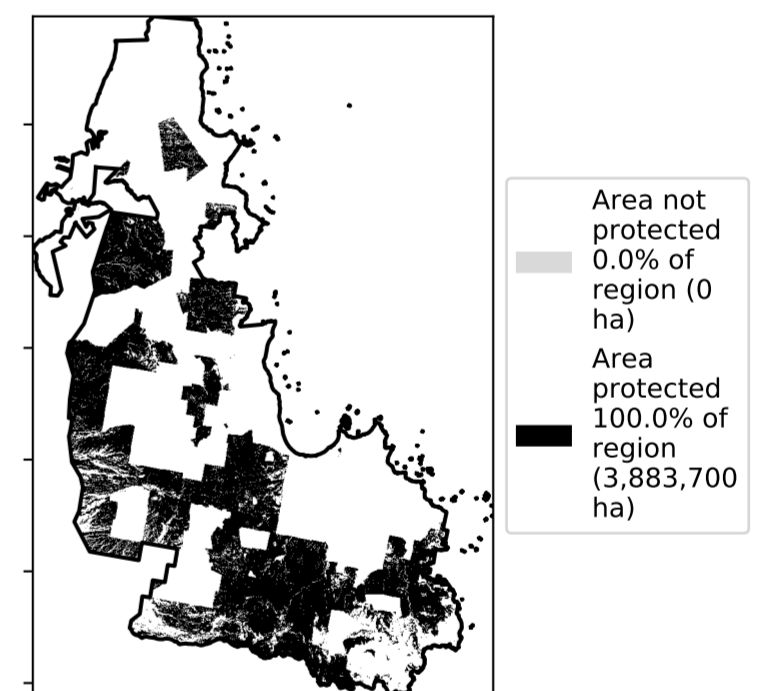 Area not
protected
0.0% of
region (0
ha)
Area
protected
100.0% of
region
(3,883,700
ha)